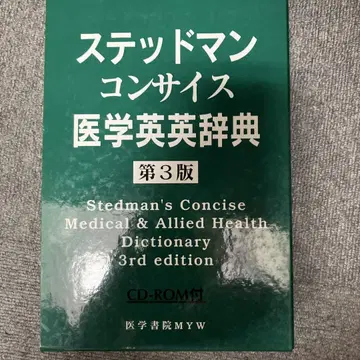 ステッドマン
コンサイス
医学英英辞典
第3版
Stedman's Concise
Medical & Allied Health
Dictionary
3rd edition
CD-ROM付
医学書院MYW